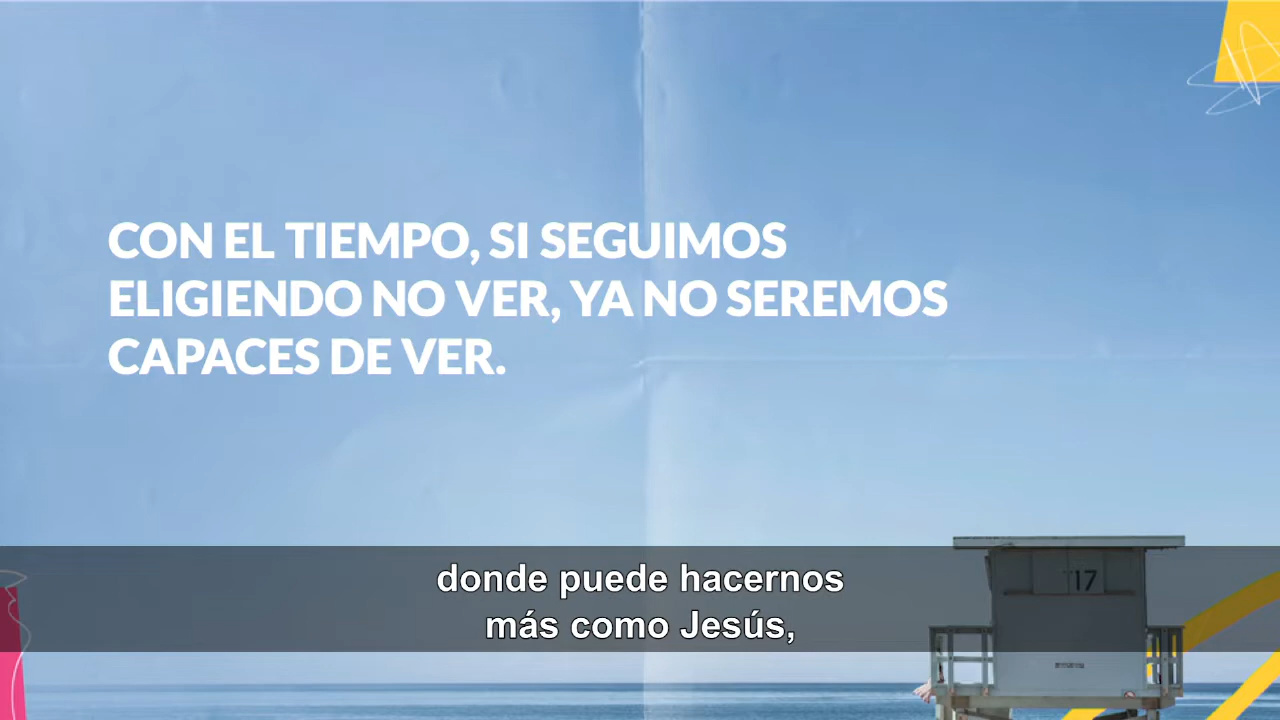 CON EL TIEMPO, SI SEGUIMOS
ELIGIENDO NO VER, YA NO SEREMOS
CAPACES DE VER.
donde puede hacernos
más como Jesús,
17